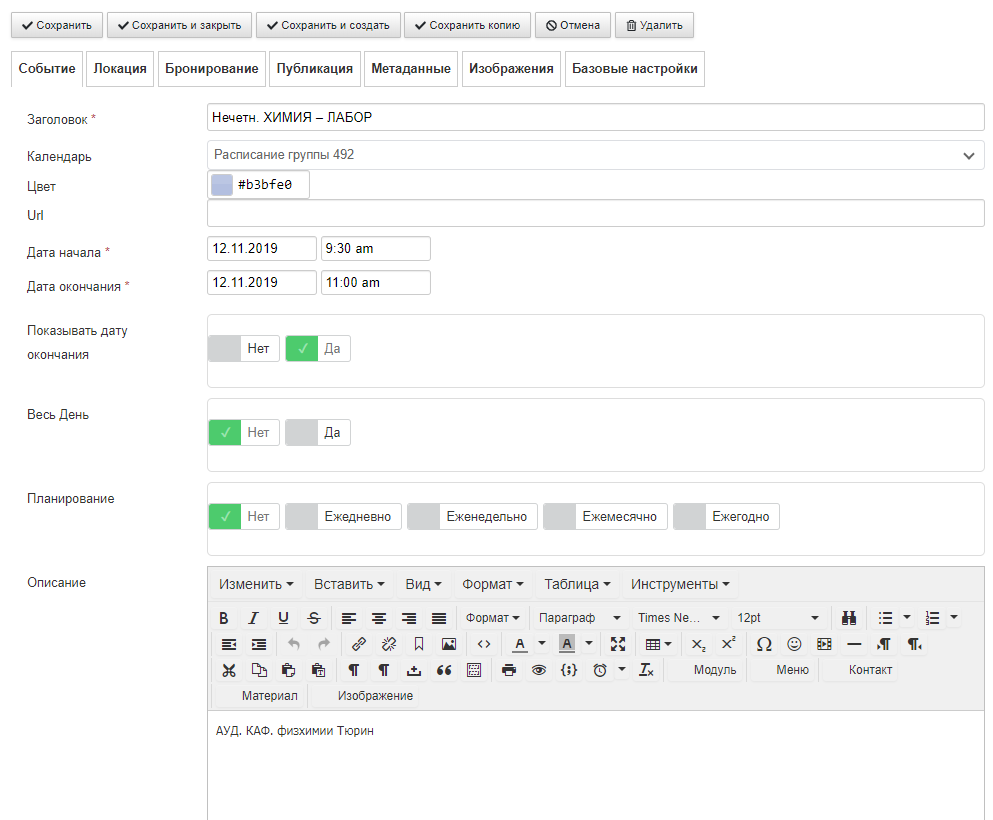 Сохранить Сохранить и закрыть Сохранить и создать Сохранить копию Отмена Удалить
Событие Локация Бронирование Публикация Метаданные Изображения Базовые настройки
Заголовок * Нечетн. ХИМИЯ – ЛАБОР
Календарь Расписание группы 492
Цвет #b3bfe0
Url
Дата начала * 12.11.2019 9:30 am
Дата окончания * 12.11.2019 11:00 am
Показывать дату
окончания
Нет Да
Весь День
Нет Да
Планирование
Нет Ежедневно Еженедельно Ежемесячно Ежегодно
Описание
Изменить Вставить Вид Формат Таблица Инструменты
B I U S Формат Параграф Times Ne... 12pt
A A X₂ X² Ω
Модуль Меню Контакт
Материал Изображение
АУД. КАФ. физхимии Тюрин